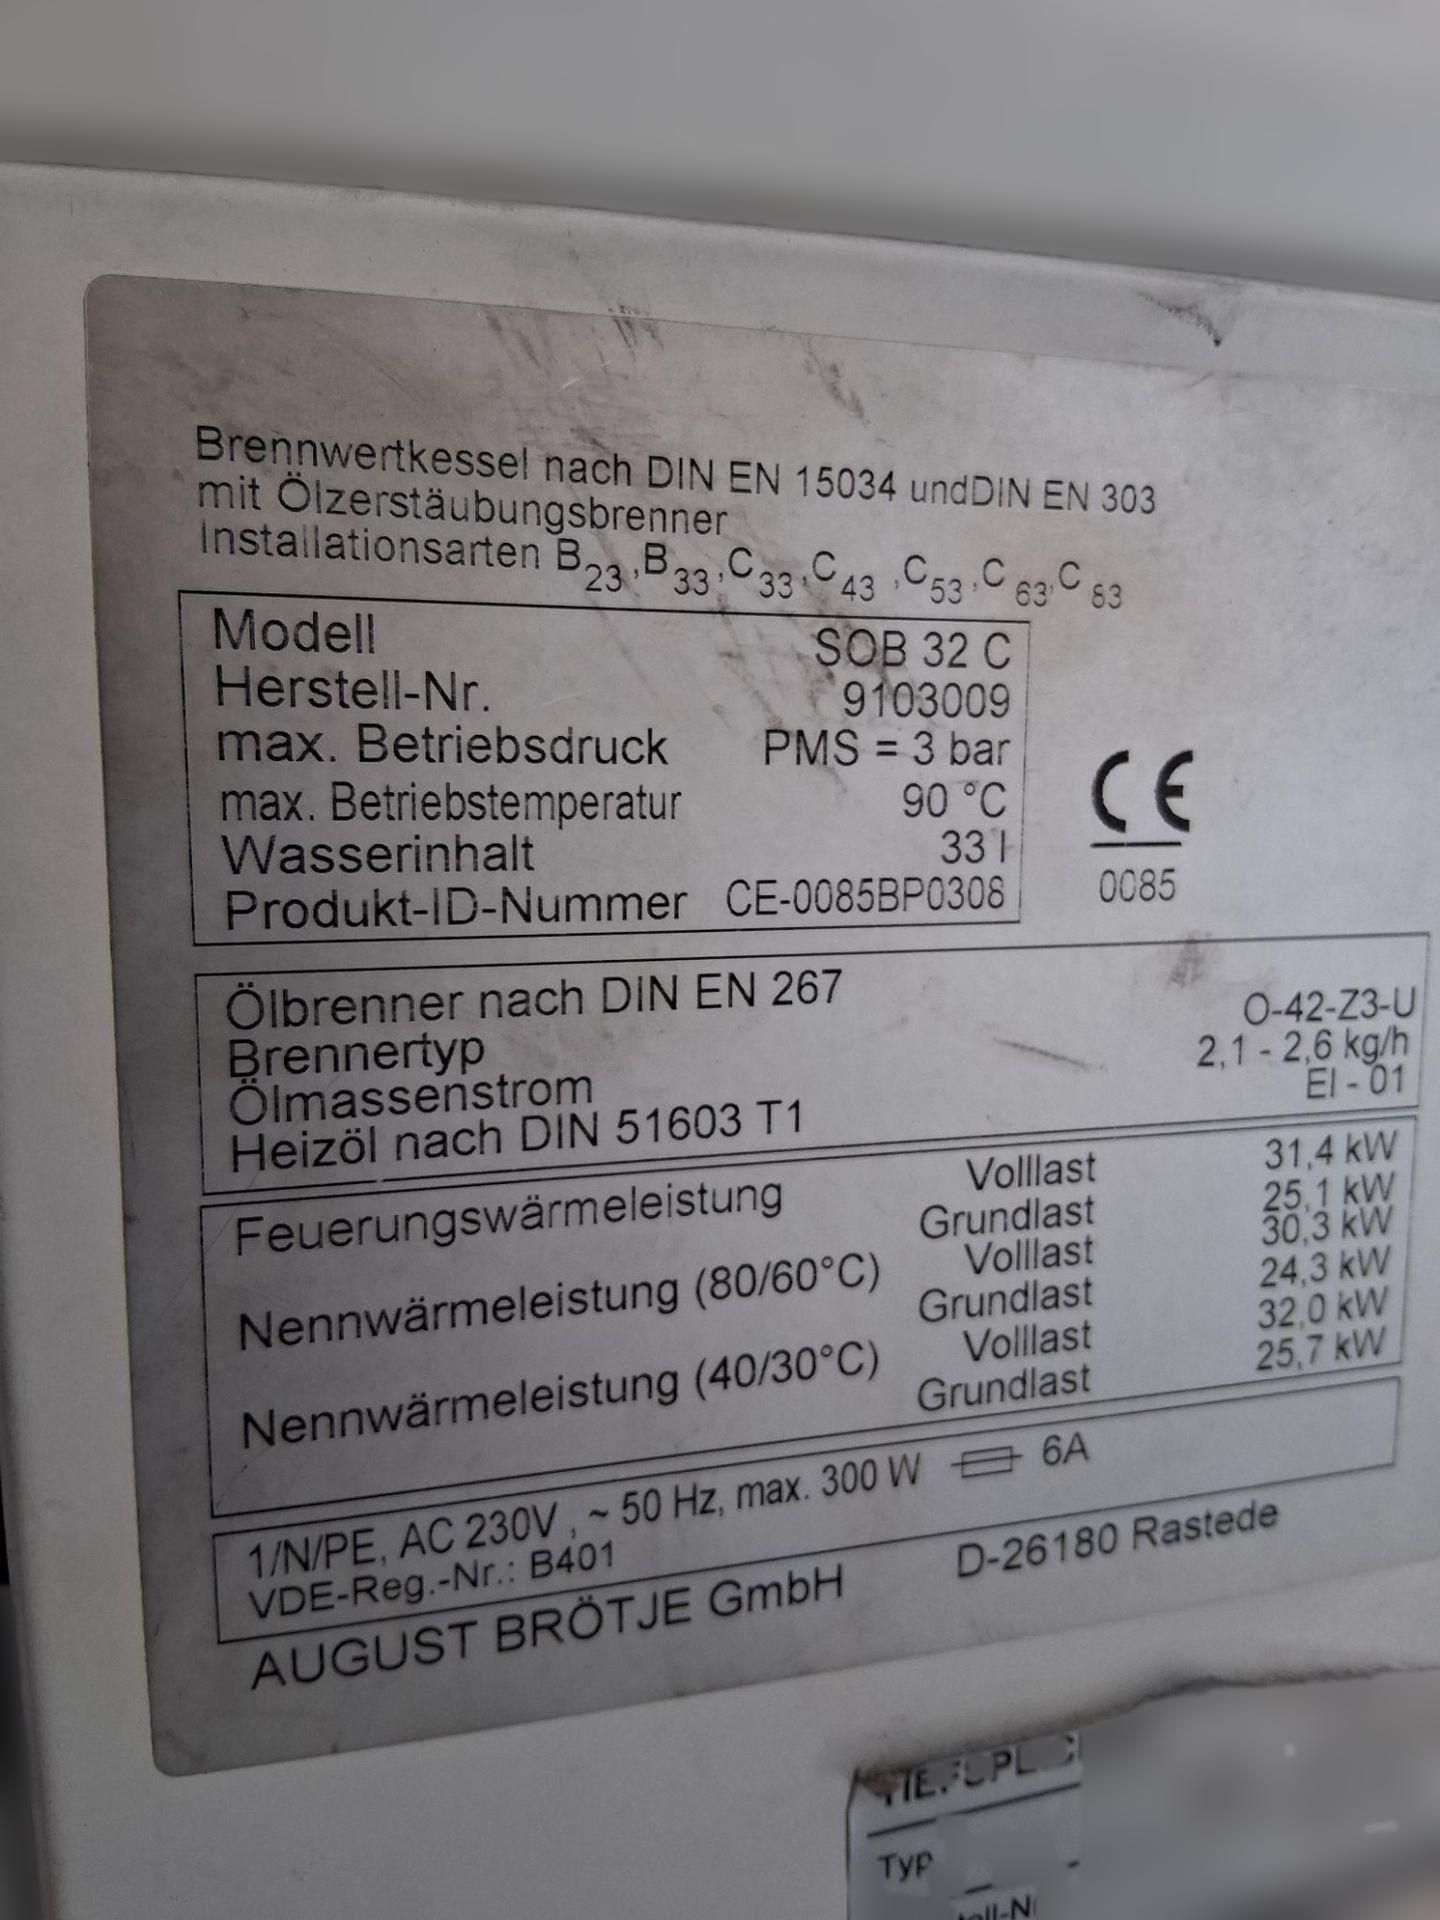 Brennwertkessel nach DIN EN 15034 undDIN EN 303
mit Ölzerstäubungsbrenner
Installationsarten B23,B33,C33,C43,C53,C63,C83
Modell SOB 32 C
Herstell-Nr. 9103009
max. Betriebsdruck PMS = 3 bar
max. Betriebstemperatur 90 °C
Wasserinhalt 33 l
Produkt-ID-Nummer CE-0085BP0308
CE
0085
Ölbrenner nach DIN EN 267
Brennertyp O-42-Z3-U
Ölmassenstrom 2,1 - 2,6 kg/h
Heizöl nach DIN 51603 T1 El - 01
Feuerungswärmeleistung Volllast 31,4 kW
Grundlast 25,1 kW
Nennwärmeleistung (80/60°C) Volllast 30,3 kW
Grundlast 24,3 kW
Nennwärmeleistung (40/30°C) Volllast 32,0 kW
Grundlast 25,7 kW
1/N/PE, AC 230V , ~ 50 Hz, max. 300 W 6A
VDE-Reg.-Nr.: B401
AUGUST BRÖTJE GmbH D-26180 Rastede
Typ